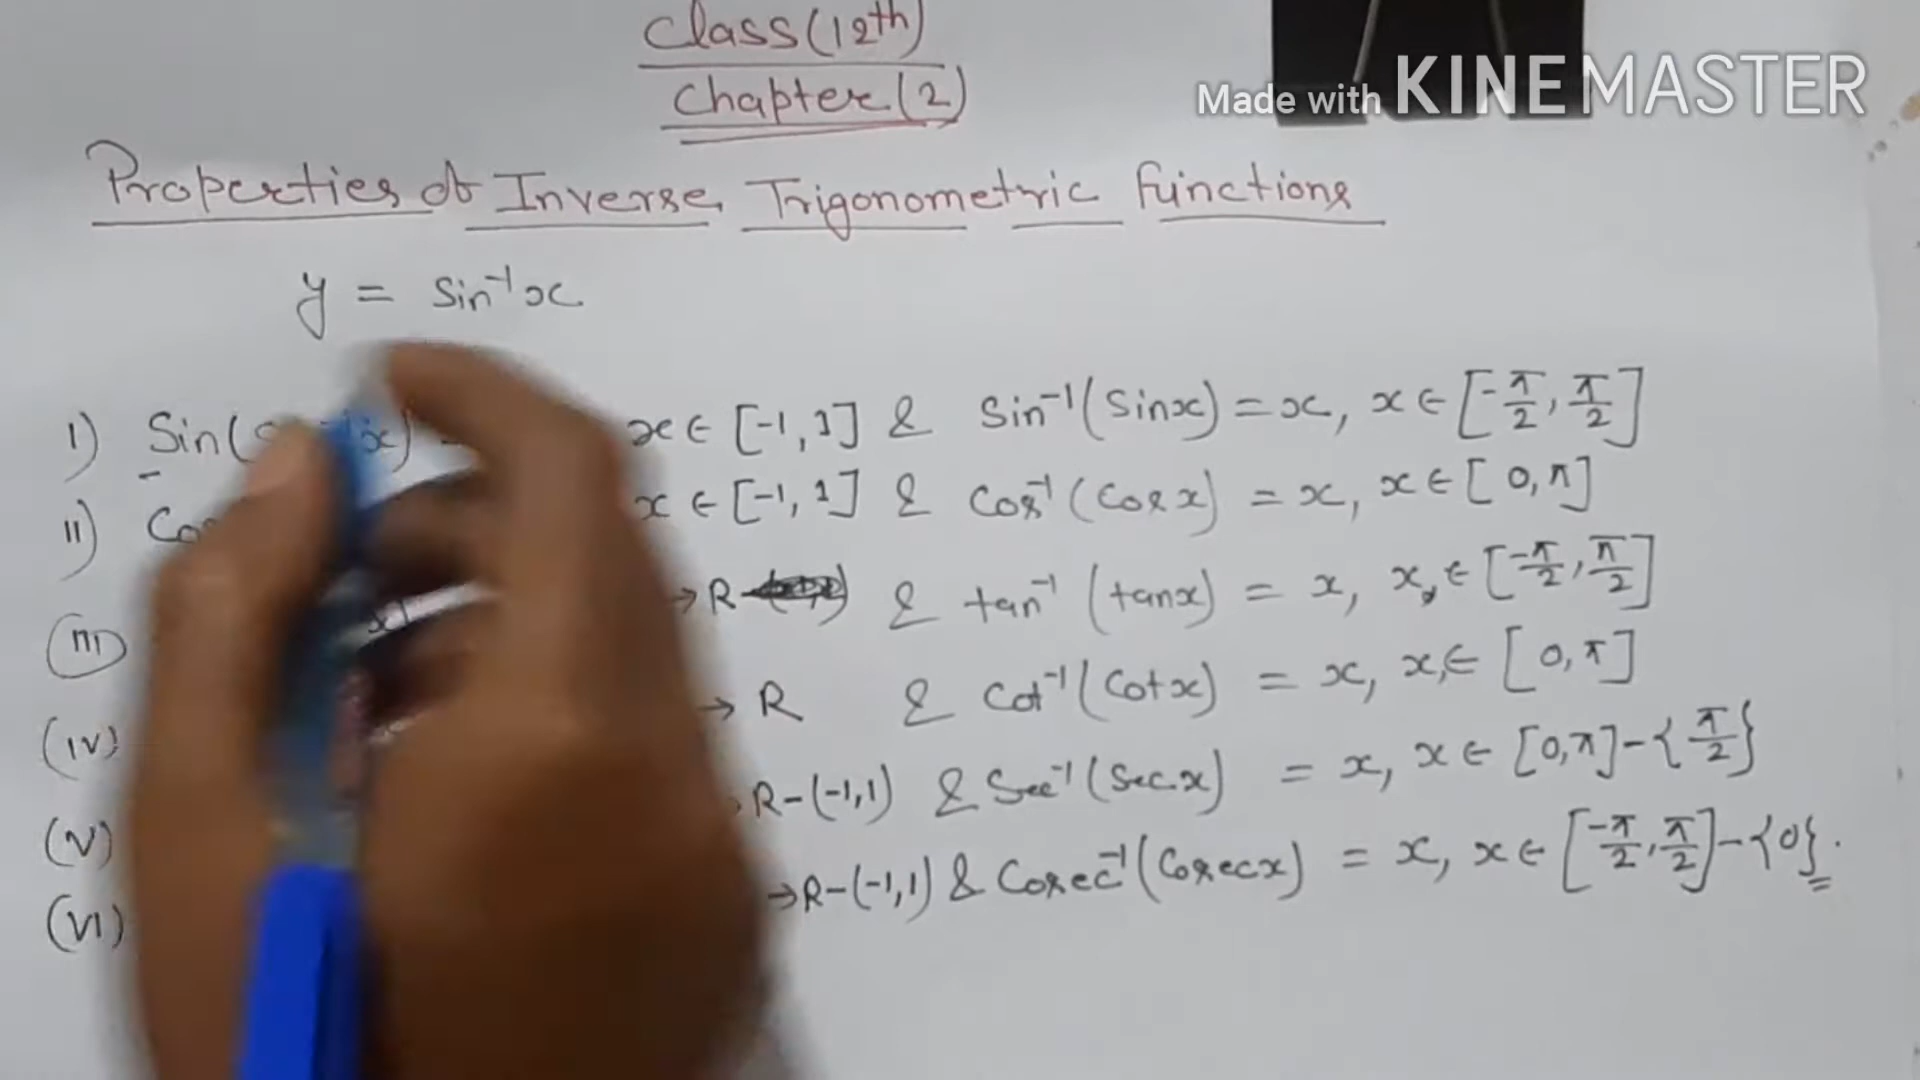 Class(12th)
Chapter(2)
Made with KINEMASTER
Properties of Inverse Trigonometric functions
y = Sin⁻¹x
I) Sin( x) x ∈ [-1, 1] & Sin⁻¹(Sinx) = x, x ∈ [-π/2, π/2]
II) Cos x ∈ [-1, 1] & Cos⁻¹(Cosx) = x, x ∈ [0, π]
III → R- & tan⁻¹(tanx) = x, x, ∈ [-π/2, π/2]
(IV) → R & Cot⁻¹(Cotx) = x, x, ∈ [0, π]
(V) R-(-1,1) & Sec⁻¹(Sec.x) = x, x ∈ [0,π]-{π/2}
(VI) → R-(-1,1) & Cosec⁻¹(Cosecx) = x, x ∈ [-π/2, π/2]-{0}.